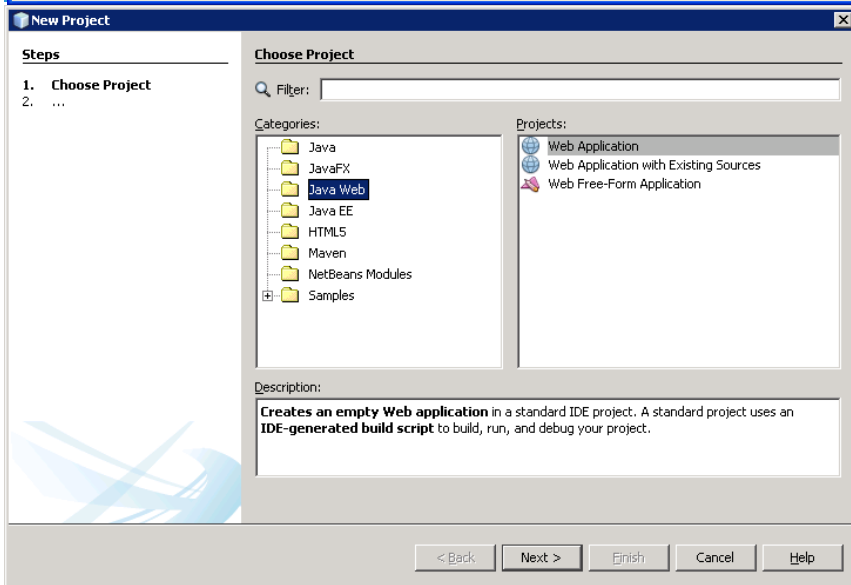 New Project
Steps
1. Choose Project
2. ...
Choose Project
Filter:
Categories:
Java
JavaFX
Java Web
Java EE
HTML5
Maven
NetBeans Modules
Samples
Projects:
Web Application
Web Application with Existing Sources
Web Free-Form Application
Description:
Creates an empty Web application in a standard IDE project. A standard project uses an
IDE-generated build script to build, run, and debug your project.
< Back
Next >
Finish
Cancel
Help